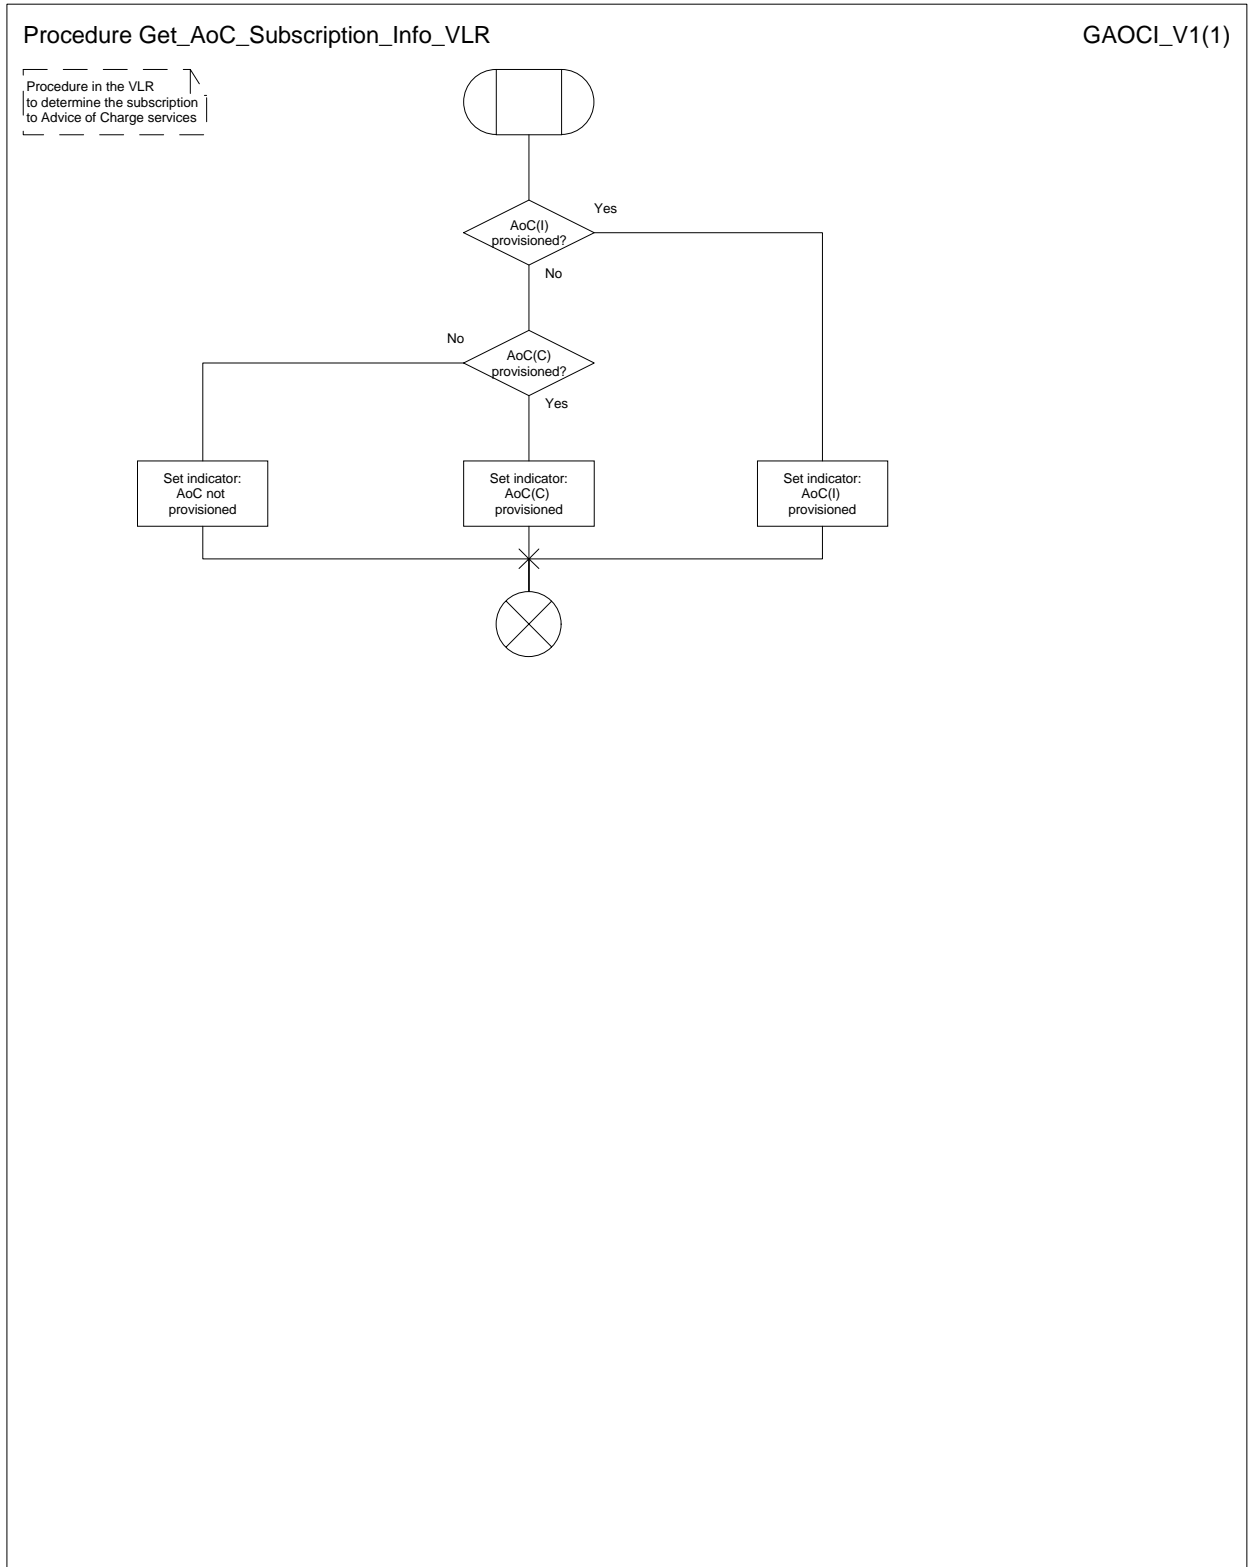 Procedure Get_AoC_Subscription_Info_VLR
GAOCI_V1(1)
Procedure in the VLR
to determine the subscription
to Advice of Charge services
AoC(I)
provisioned?
Yes
No
AoC(C)
provisioned?
No
Yes
Set indicator:
AoC not
provisioned
Set indicator:
AoC(C)
provisioned
Set indicator:
AoC(I)
provisioned